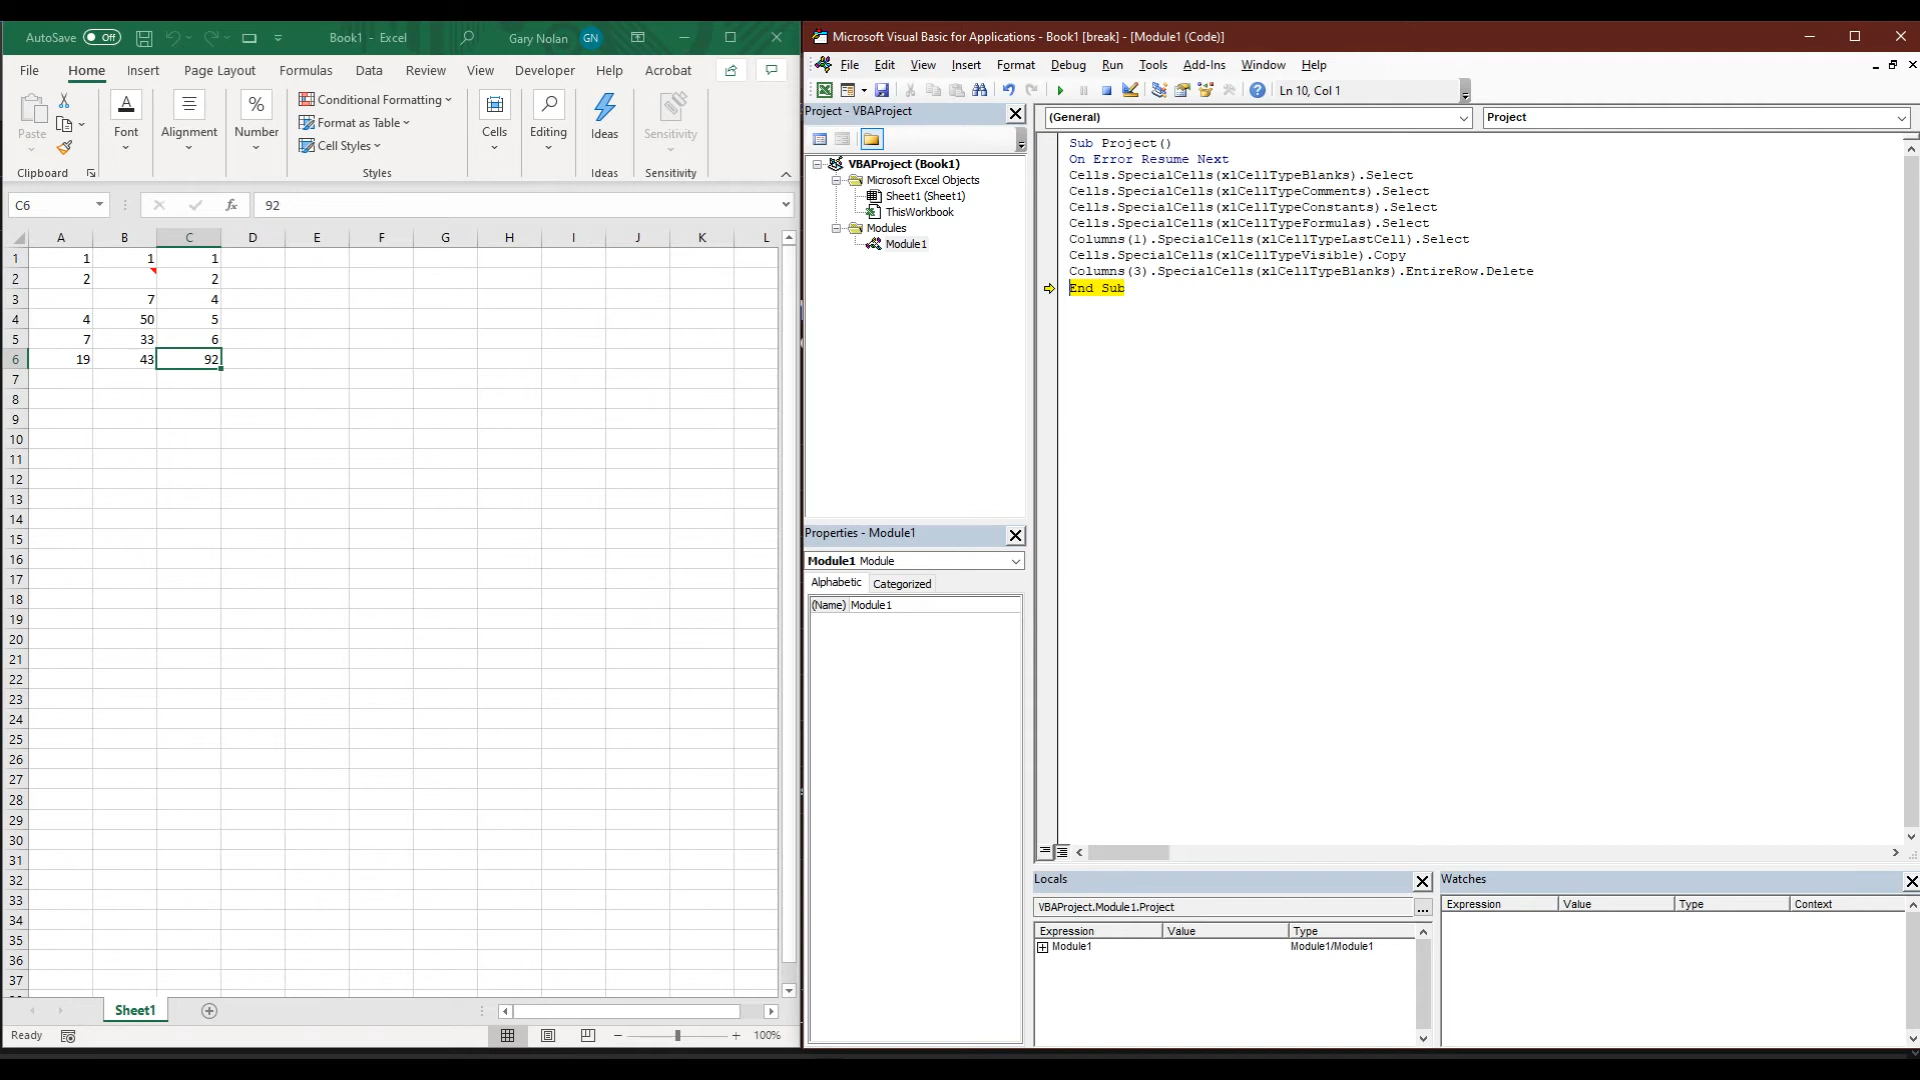 AutoSave Off Book1 - Excel Gary Nolan GN
File Home Insert Page Layout Formulas Data Review View Developer Help Acrobat
Paste Font Alignment Number Conditional Formatting Format as Table Cell Styles Cells Editing Ideas Sensitivity
Clipboard Styles Ideas Sensitivity
C6 fx 92
A B C D E F G H I J K L
1 1 1 1
2 2 2
3 7 4
4 4 50 5
5 7 33 6
6 19 43 92
7
8
9
10
11
12
13
14
15
16
17
18
19
20
21
22
23
24
25
26
27
28
29
30
31
32
33
34
35
36
37
Sheet1
Ready 100%
Microsoft Visual Basic for Applications - Book1 [break] - [Module1 (Code)]
File Edit View Insert Format Debug Run Tools Add-Ins Window Help
Ln 10, Col 1
Project - VBAProject
VBAProject (Book1)
Microsoft Excel Objects
Sheet1 (Sheet1)
ThisWorkbook
Modules
Module1
Properties - Module1
Module1 Module
Alphabetic Categorized
(Name) Module1
(General) Project
Sub Project()
On Error Resume Next
Cells.SpecialCells(xlCellTypeBlanks).Select
Cells.SpecialCells(xlCellTypeComments).Select
Cells.SpecialCells(xlCellTypeConstants).Select
Cells.SpecialCells(xlCellTypeFormulas).Select
Columns(1).SpecialCells(xlCellTypeLastCell).Select
Cells.SpecialCells(xlCellTypeVisible).Copy
Columns(3).SpecialCells(xlCellTypeBlanks).EntireRow.Delete
End Sub
Locals
VBAProject.Module1.Project ...
Expression Value Type
Module1 Module1/Module1
Watches
Expression Value Type Context